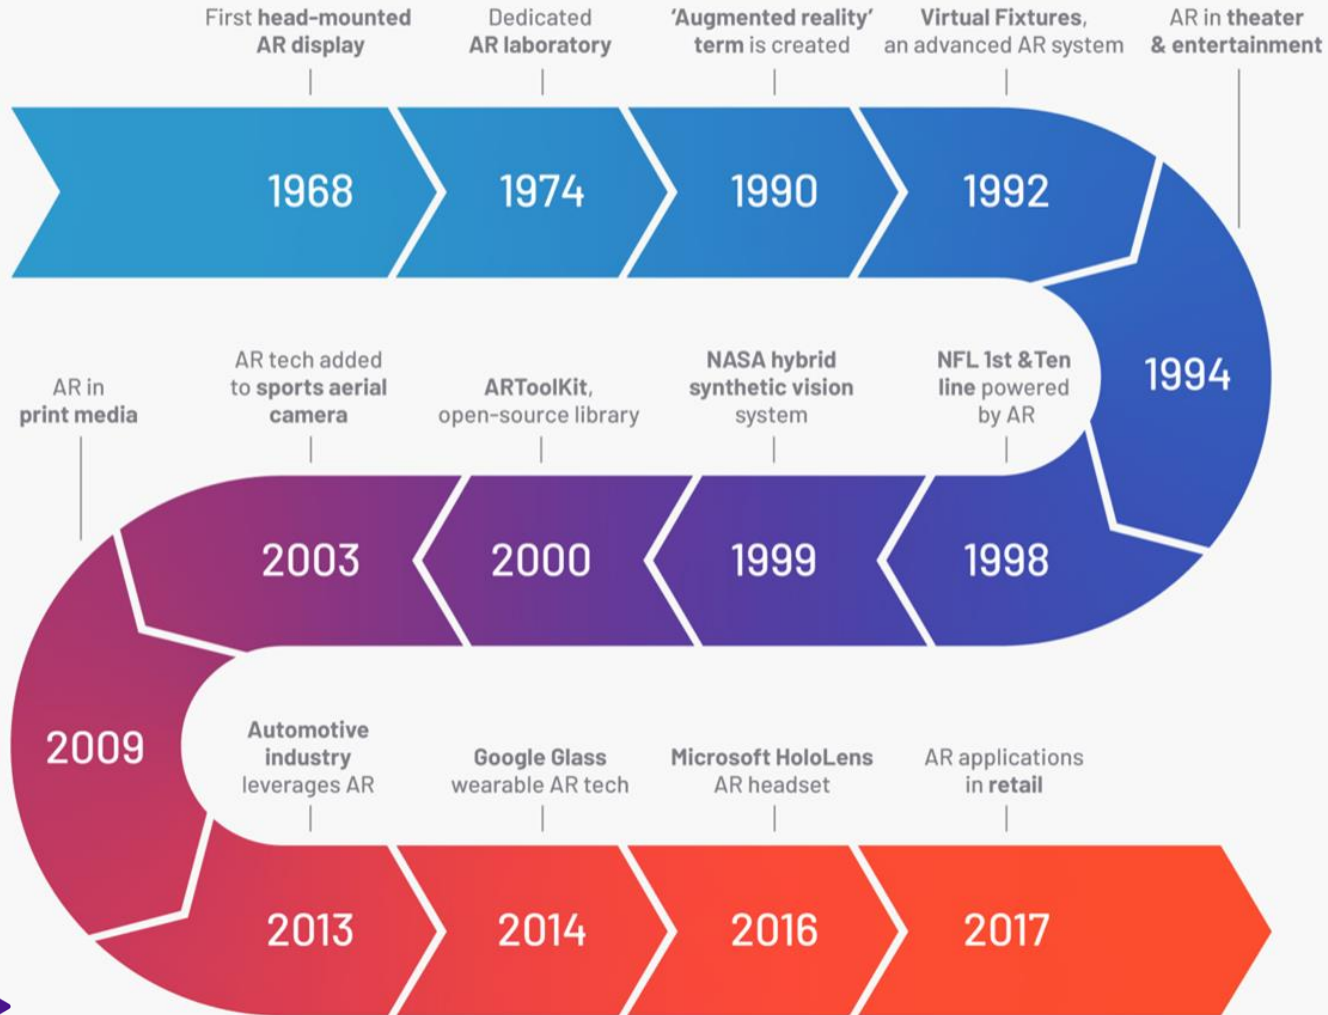 First head-mounted
AR display
Dedicated
AR laboratory
‘Augmented reality’
term is created
Virtual Fixtures,
an advanced AR system
AR in theater
& entertainment
1968
1974
1990
1992
1994
NFL 1st &Ten
line powered
by AR
NASA hybrid
synthetic vision
system
ARToolKit,
open-source library
AR tech added
to sports aerial
camera
AR in
print media
1998
1999
2000
2003
2009
Automotive
industry
leverages AR
Google Glass
wearable AR tech
Microsoft HoloLens
AR headset
AR applications
in retail
2013
2014
2016
2017